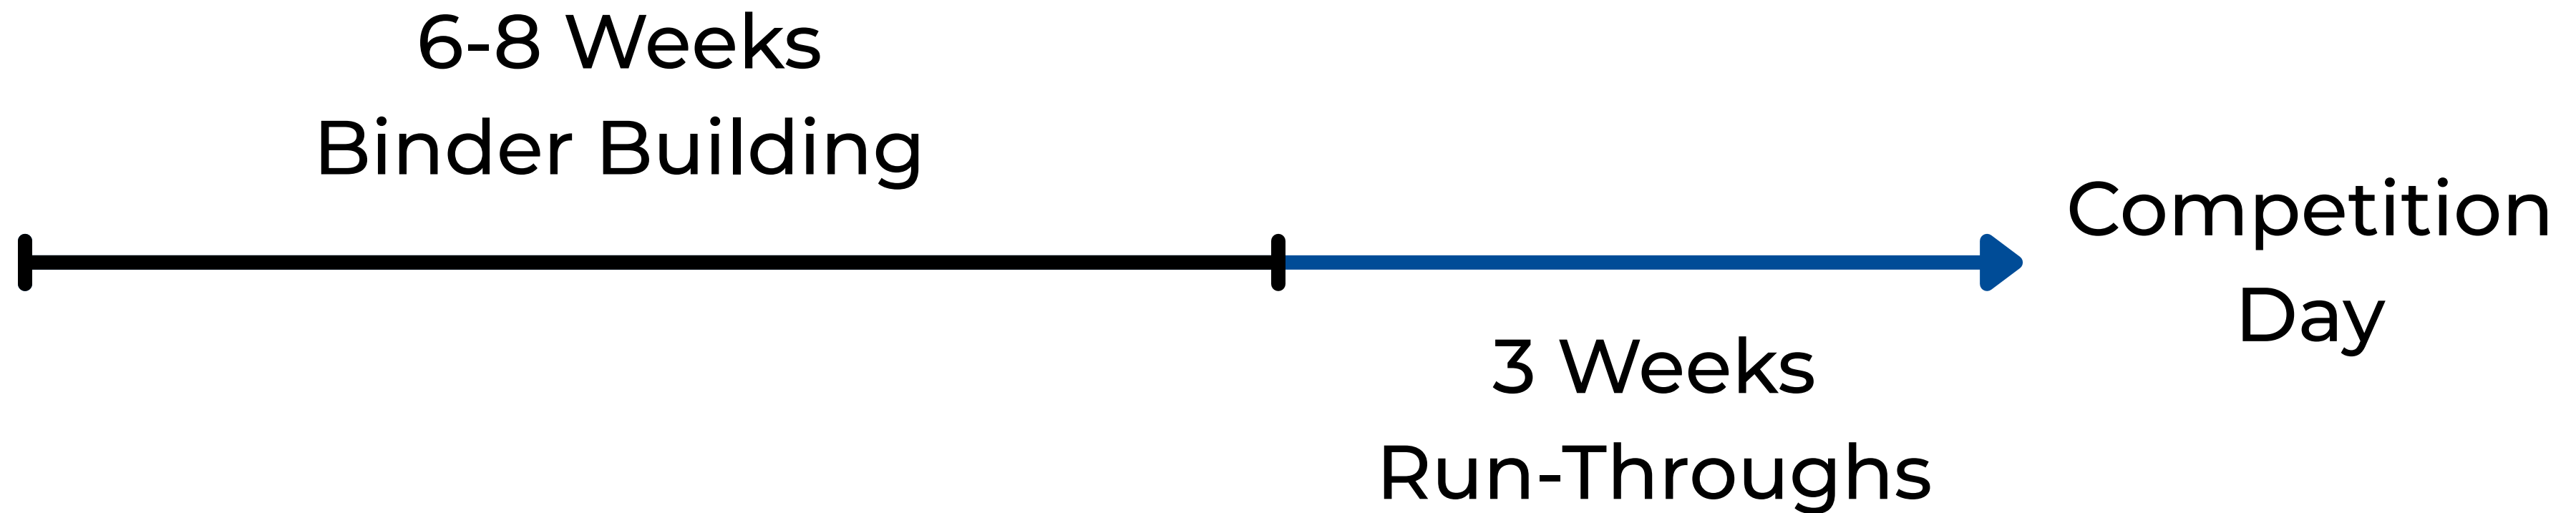 6-8 Weeks
Binder Building
Competition
Day
3 Weeks
Run-Throughs